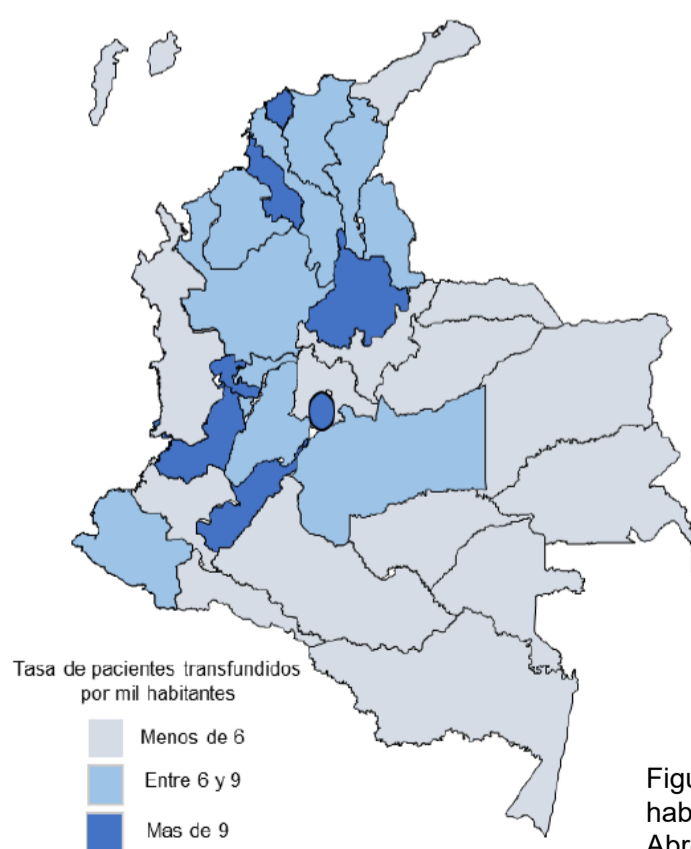 Tasa de pacientes transfundidos
por mil habitantes
Menos de 6
Entre 6 y 9
Mas de 9